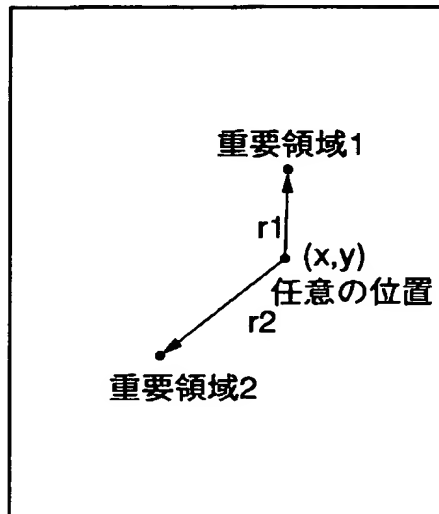 重要領域1
r1
(x,y)
任意の位置
r2
重要領域2